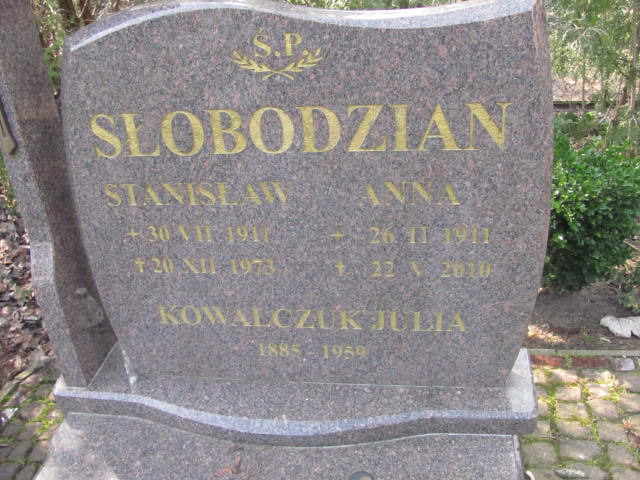 Ś.P.
SŁOBODZIAN
STANISŁAW ANNA
+ 30 VII 1911 + 26 II 1911
✝ 20 XII 1973 ✝ 22 X 2010
KOWALCZUK JULIA
1885 - 1959